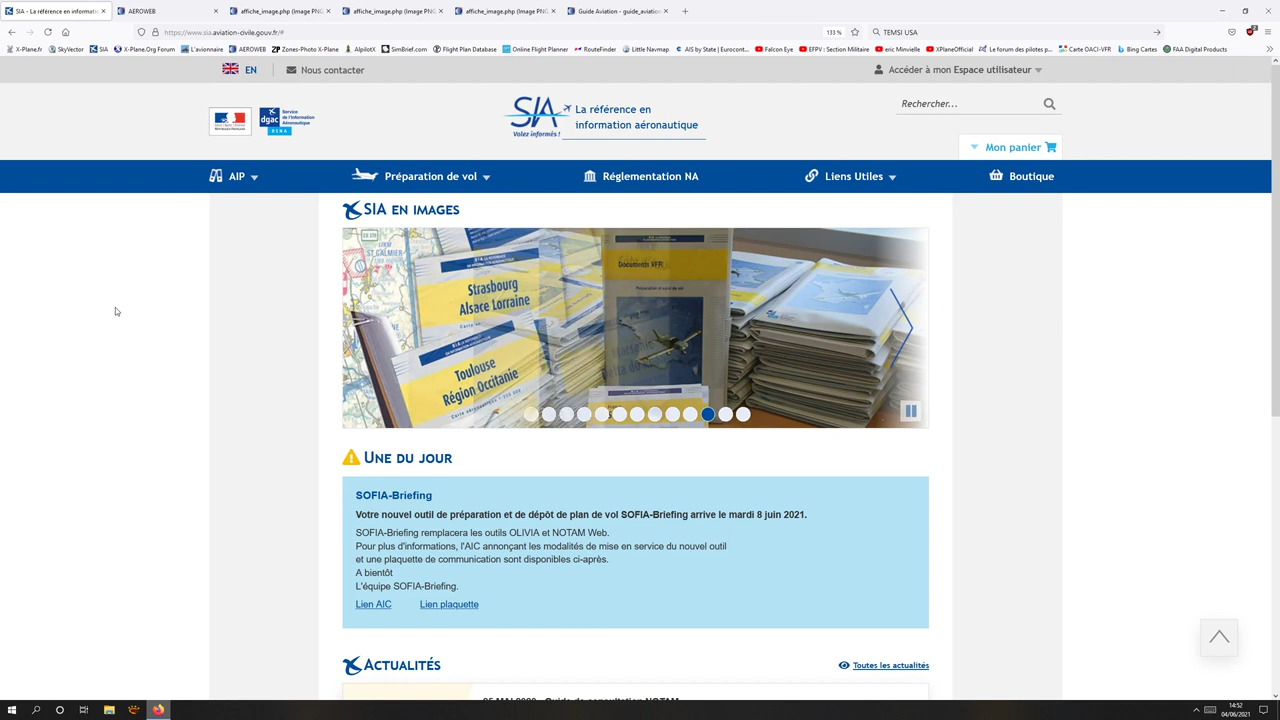 SIA - La référence en informati
AEROWEB
affiche_image.php (Image PNG
affiche_image.php (Image PNG
affiche_image.php (Image PNG
Guide Aviation - guide_aviation
https://www.sia.aviation-civile.gouv.fr/#
133 %
TEMSI USA
X-Plane.fr
SkyVector
SIA
X-Plane.Org Forum
L'avionnaire
AEROWEB
Zones-Photo X-Plane
AlpilotX
SimBrief.com
Flight Plan Database
Online Flight Planner
RouteFinder
Little Navmap
AIS by State | Eurocont...
Falcon Eye
EFPV : Section Militaire
eric Minvielle
XPlaneOfficial
Le forum des pilotes p...
Carte OACI-VFR
Bing Cartes
FAA Digital Products
EN
Nous contacter
Accéder à mon Espace utilisateur
dgac
Service de l'Information Aéronautique
SIA
Volez informés !
La référence en
information aéronautique
Rechercher...
Mon panier
AIP
Préparation de vol
Réglementation NA
Liens Utiles
Boutique
SIA EN IMAGES
ST GALMIER
Strasbourg
Alsace Lorraine
Toulouse
Région Occitanie
Documents VFR
UNE DU JOUR
SOFIA-Briefing
Votre nouvel outil de préparation et de dépôt de plan de vol SOFIA-Briefing arrive le mardi 8 juin 2021.
SOFIA-Briefing remplacera les outils OLIVIA et NOTAM Web.
Pour plus d'informations, l'AIC annonçant les modalités de mise en service du nouvel outil
et une plaquette de communication sont disponibles ci-après.
A bientôt
L'équipe SOFIA-Briefing.
Lien AIC
Lien plaquette
ACTUALITÉS
Toutes les actualités
14:52
04/06/2021